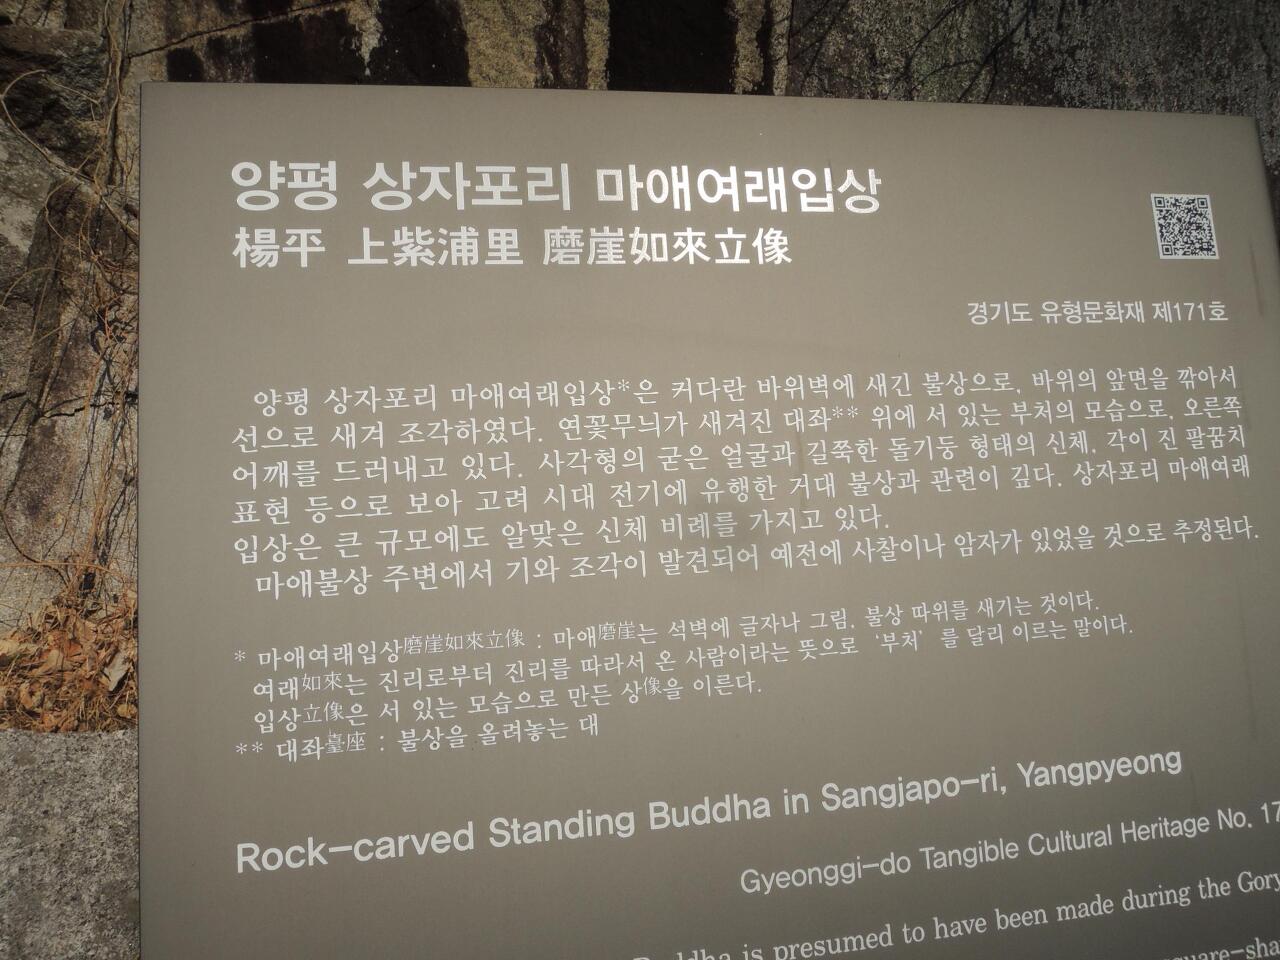 양평 상자포리 마애여래입상
楊平 上紫浦里 磨崖如來立像
경기도 유형문화재 제171호
양평 상자포리 마애여래입상*은 커다란 바위벽에 새긴 불상으로, 바위의 앞면을 깎아서
선으로 새겨 조각하였다. 연꽃무늬가 새겨진 대좌** 위에 서 있는 부처의 모습으로, 오른쪽
어깨를 드러내고 있다. 사각형의 굳은 얼굴과 길쭉한 돌기둥 형태의 신체, 각이 진 팔꿈치
표현 등으로 보아 고려 시대 전기에 유행한 거대 불상과 관련이 깊다. 상자포리 마애여래
입상은 큰 규모에도 알맞은 신체 비례를 가지고 있다.
마애불상 주변에서 기와 조각이 발견되어 예전에 사찰이나 암자가 있었을 것으로 추정된다.
* 마애여래입상磨崖如來立像 : 마애磨崖는 석벽에 글자나 그림, 불상 따위를 새기는 것이다.
여래如來는 진리로부터 진리를 따라서 온 사람이라는 뜻으로 '부처' 를 달리 이르는 말이다.
입상立像은 서 있는 모습으로 만든 상像을 이른다.
** 대좌臺座 : 불상을 올려놓는 대
Rock-carved Standing Buddha in Sangjapo-ri, Yangpyeong
Gyeonggi-do Tangible Cultural Heritage No. 17
is presumed to have been made during the Gory